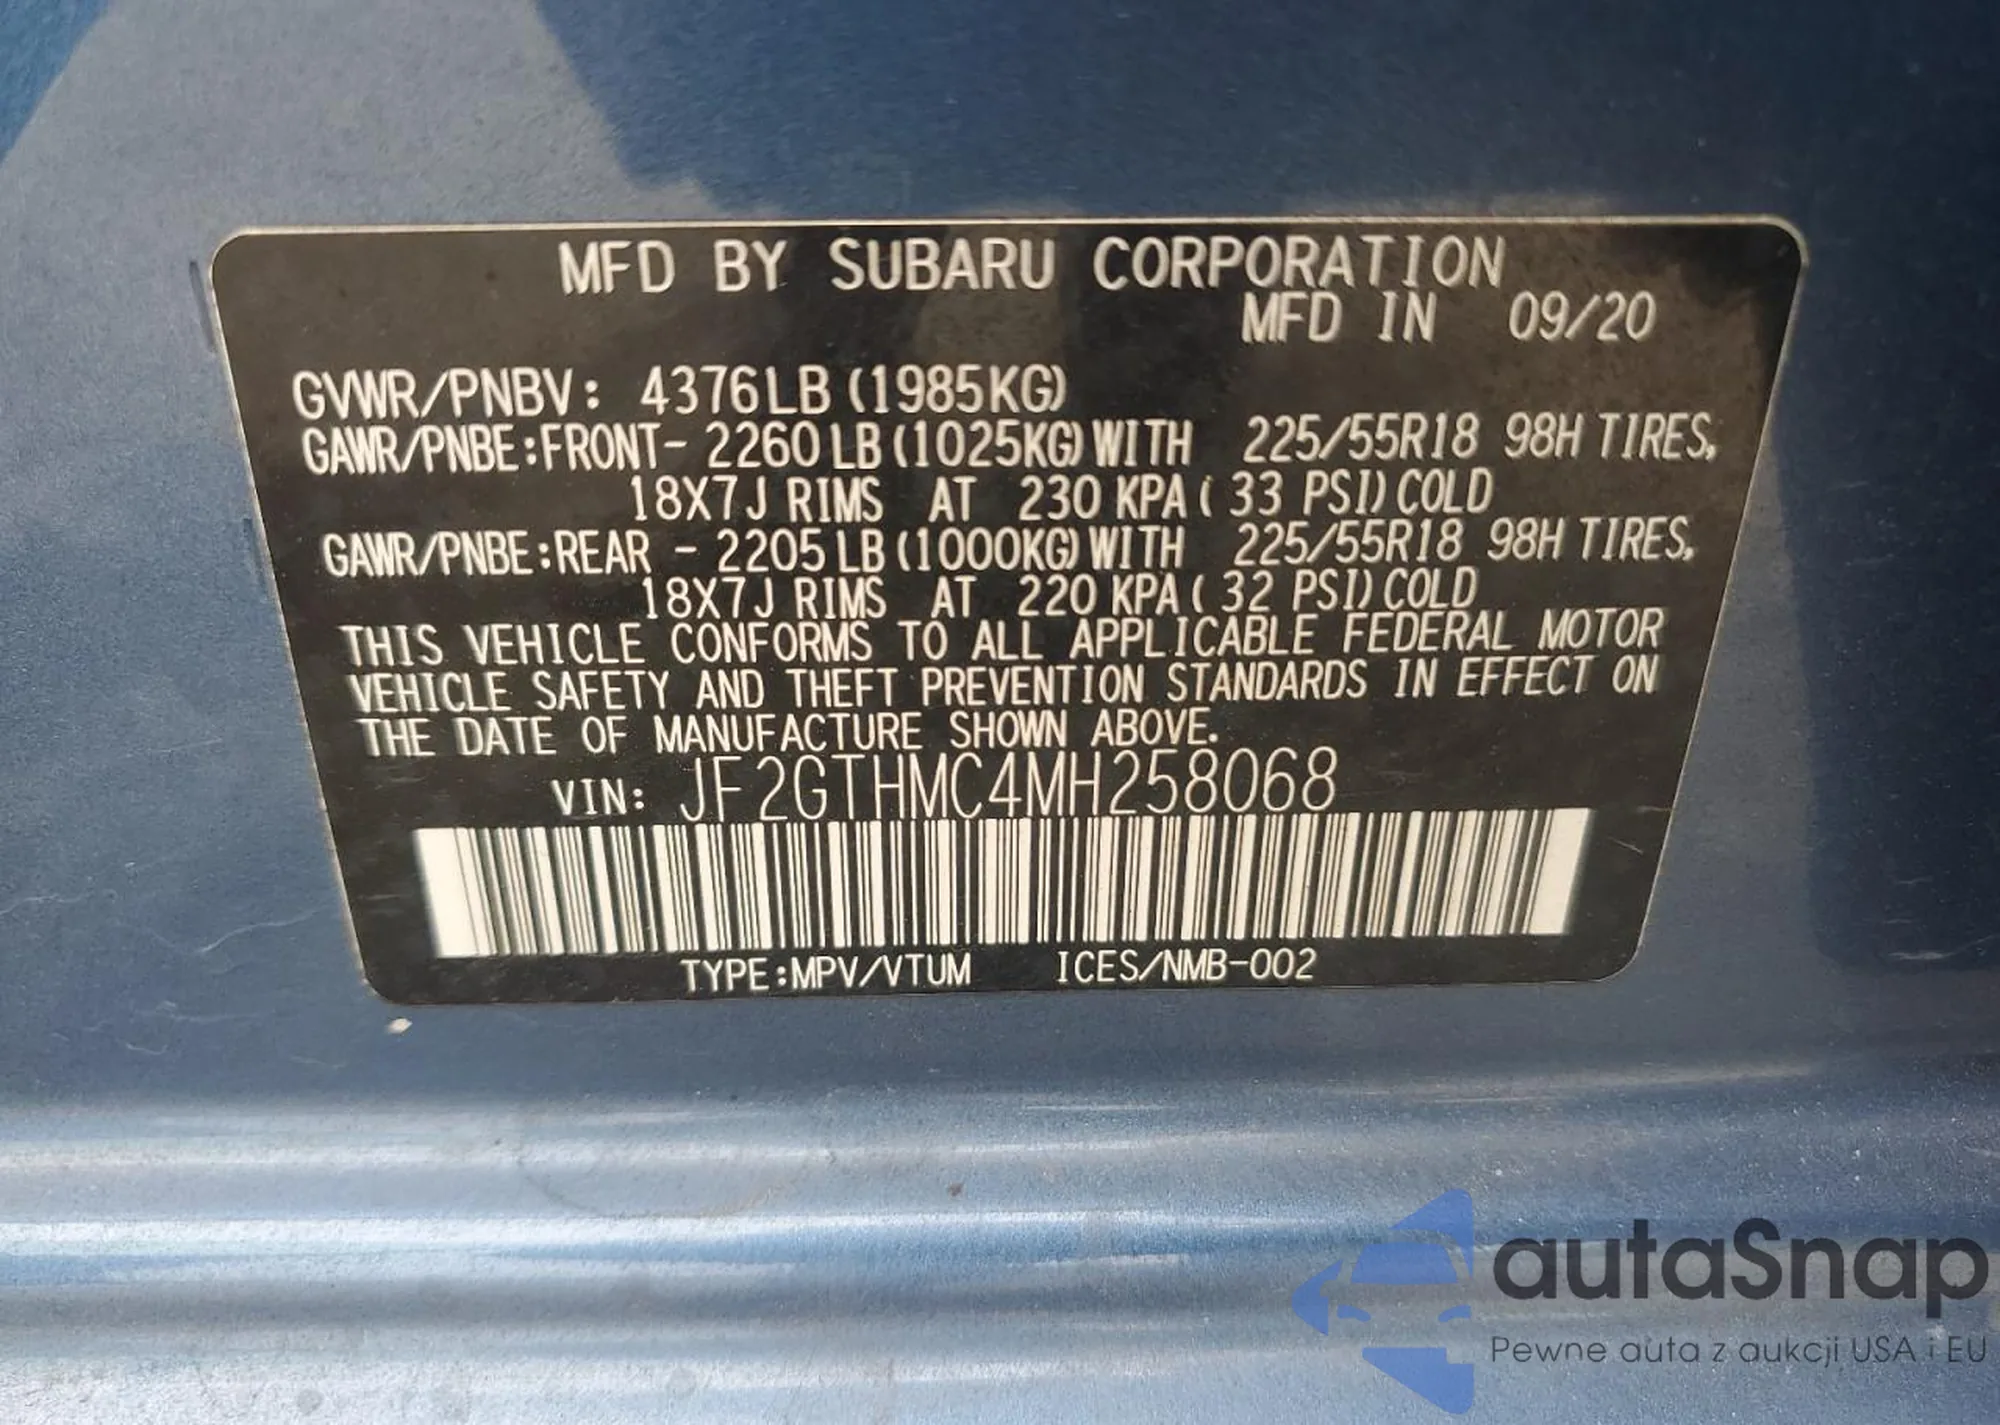 MFD BY SUBARU CORPORATION
MFD IN 09/20
GVWR/PNBV: 4376LB (1985KG)
GAWR/PNBE:FRONT- 2260 LB (1025KG) WITH 225/55R18 98H TIRES,
18X7J RIMS AT 230 KPA ( 33 PSI) COLD
GAWR/PNBE:REAR - 2205 LB (1000KG) WITH 225/55R18 98H TIRES,
18X7J RIMS AT 220 KPA ( 32 PSI) COLD
THIS VEHICLE CONFORMS TO ALL APPLICABLE FEDERAL MOTOR
VEHICLE SAFETY AND THEFT PREVENTION STANDARDS IN EFFECT ON
THE DATE OF MANUFACTURE SHOWN ABOVE.
VIN: JF2GTHMC4MH258068
TYPE:MPV/VTUM ICES/NMB-002
autaSnap
Pewne auta z aukcji USA i EU